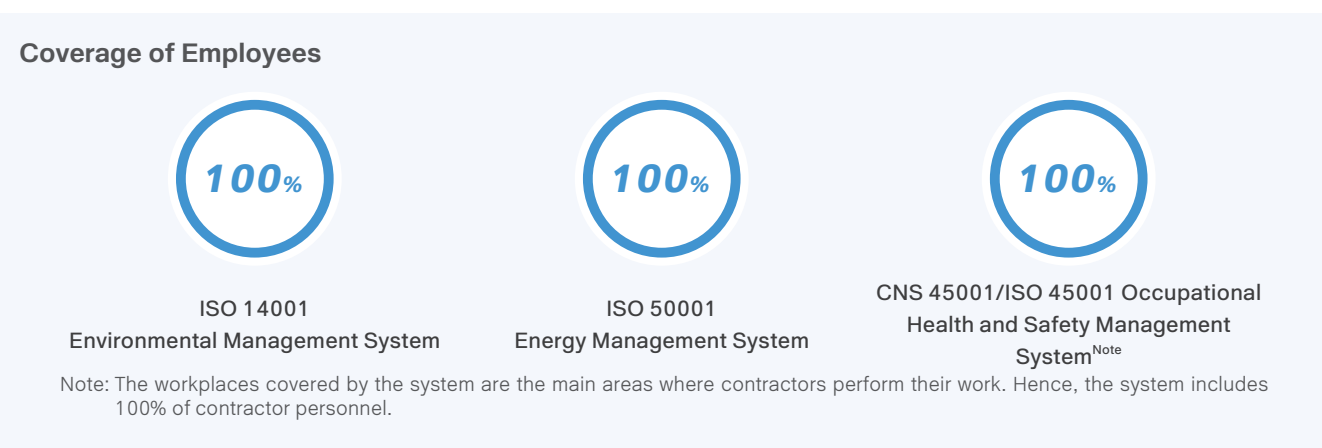 Coverage of Employees
100%
100%
100%
ISO 14001
Environmental Management System
ISO 50001
Energy Management System
CNS 45001/ISO 45001 Occupational
Health and Safety Management
SystemNote
Note: The workplaces covered by the system are the main areas where contractors perform their work. Hence, the system includes
100% of contractor personnel.